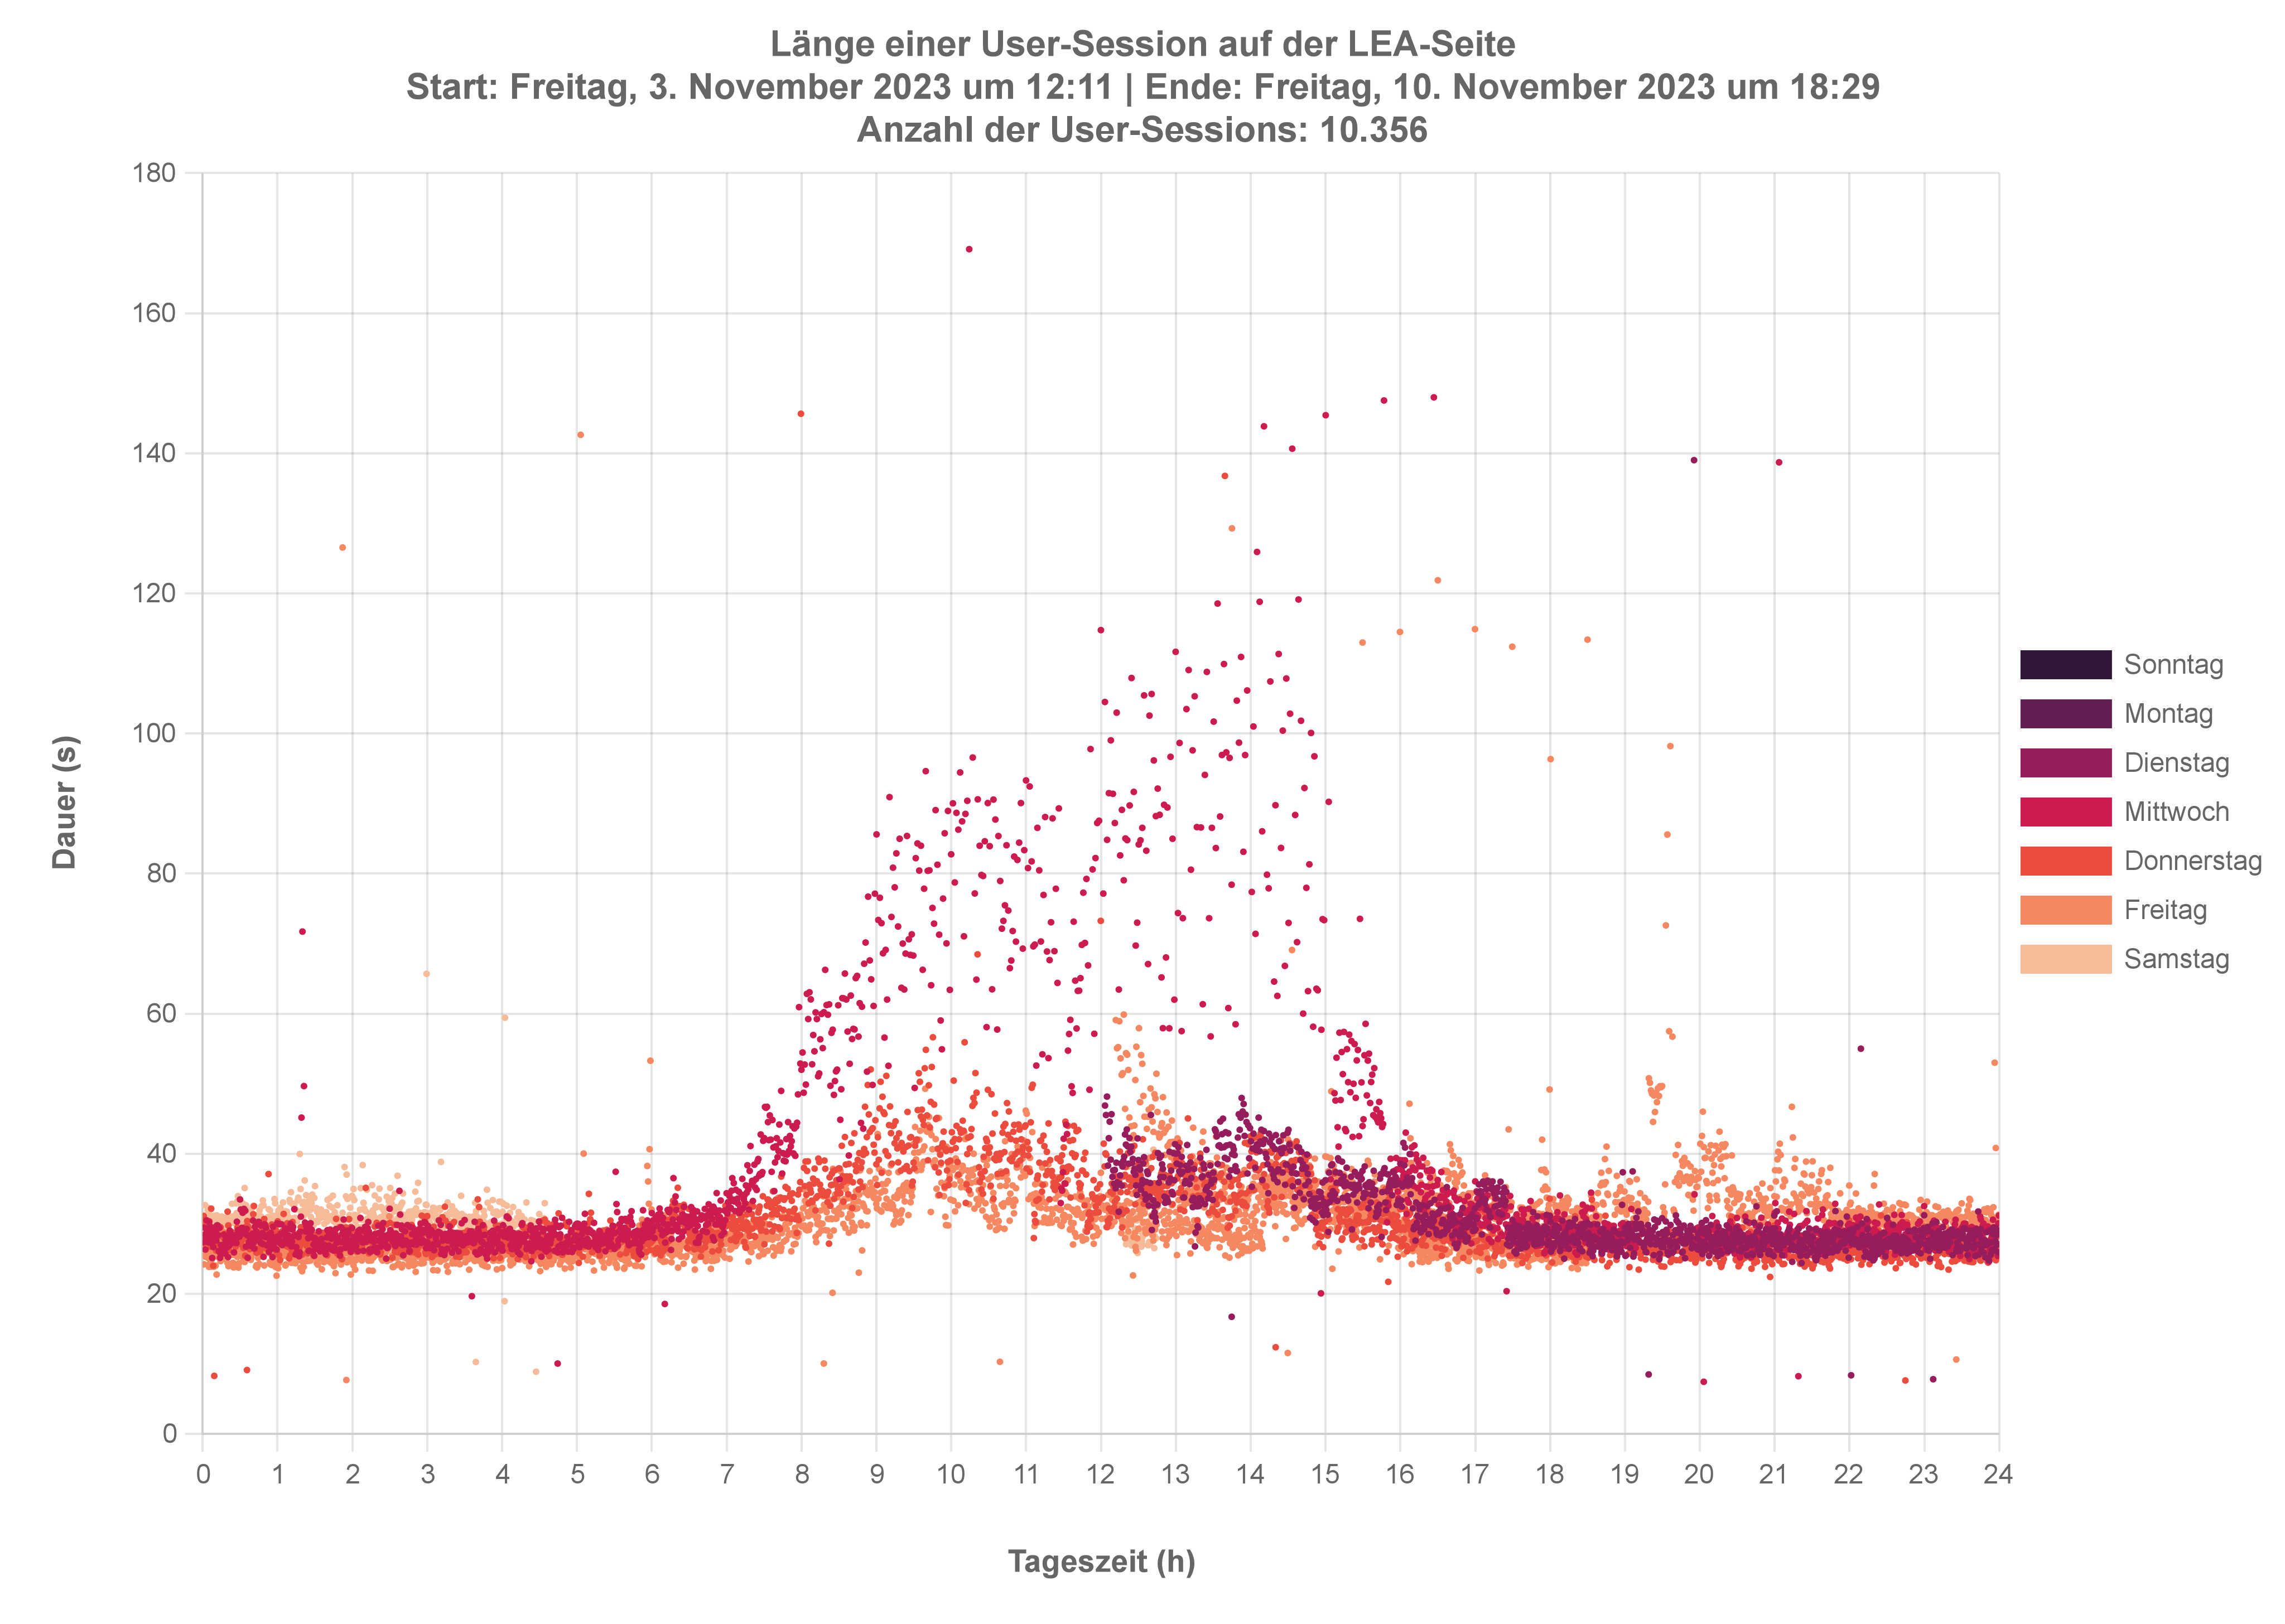 Länge einer User-Session auf der LEA-Seite
Start: Freitag, 3. November 2023 um 12:11 | Ende: Freitag, 10. November 2023 um 18:29
Anzahl der User-Sessions: 10.356
180
160
140
120
100
80
60
40
20
0
Dauer (s)
0 1 2 3 4 5 6 7 8 9 10 11 12 13 14 15 16 17 18 19 20 21 22 23 24
Tageszeit (h)
Sonntag
Montag
Dienstag
Mittwoch
Donnerstag
Freitag
Samstag